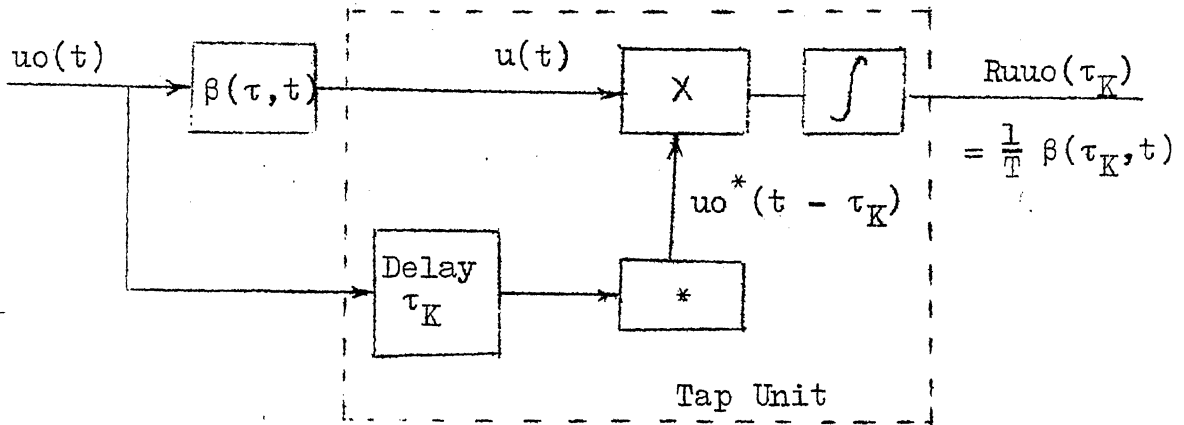 uo(t)
β(τ,t)
u(t)
X
∫
Ruuo(τK)
= 1/T β(τK,t)
uo*(t - τK)
Delay
τK
*
Tap Unit